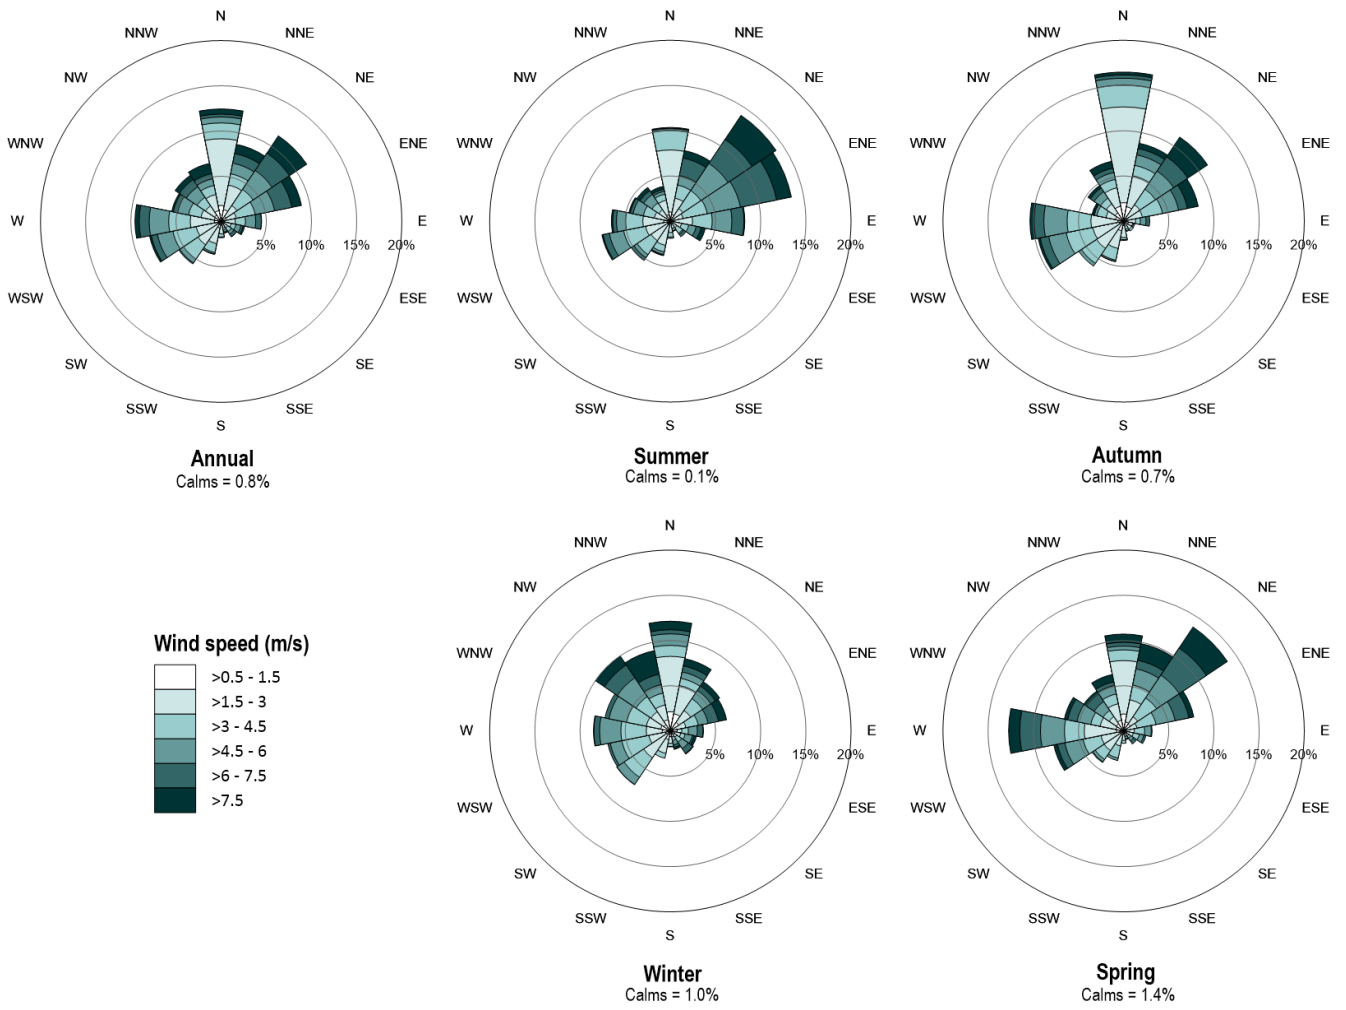 N
NNW
NNE
NW
NE
WNW
ENE
W
E
5%
10%
15%
20%
WSW
ESE
SW
SE
SSW
SSE
S
Annual
Calms = 0.8%
N
NNW
NNE
NW
NE
WNW
ENE
W
E
5%
10%
15%
20%
WSW
ESE
SW
SE
SSW
SSE
S
Summer
Calms = 0.1%
N
NNW
NNE
NW
NE
WNW
ENE
W
E
5%
10%
15%
20%
WSW
ESE
SW
SE
SSW
SSE
S
Autumn
Calms = 0.7%
Wind speed (m/s)
>0.5 - 1.5
>1.5 - 3
>3 - 4.5
>4.5 - 6
>6 - 7.5
>7.5
N
NNW
NNE
NW
NE
WNW
ENE
W
E
5%
10%
15%
20%
WSW
ESE
SW
SE
SSW
SSE
S
Winter
Calms = 1.0%
N
NNW
NNE
NW
NE
WNW
ENE
W
E
5%
10%
15%
20%
WSW
ESE
SW
SE
SSW
SSE
S
Spring
Calms = 1.4%